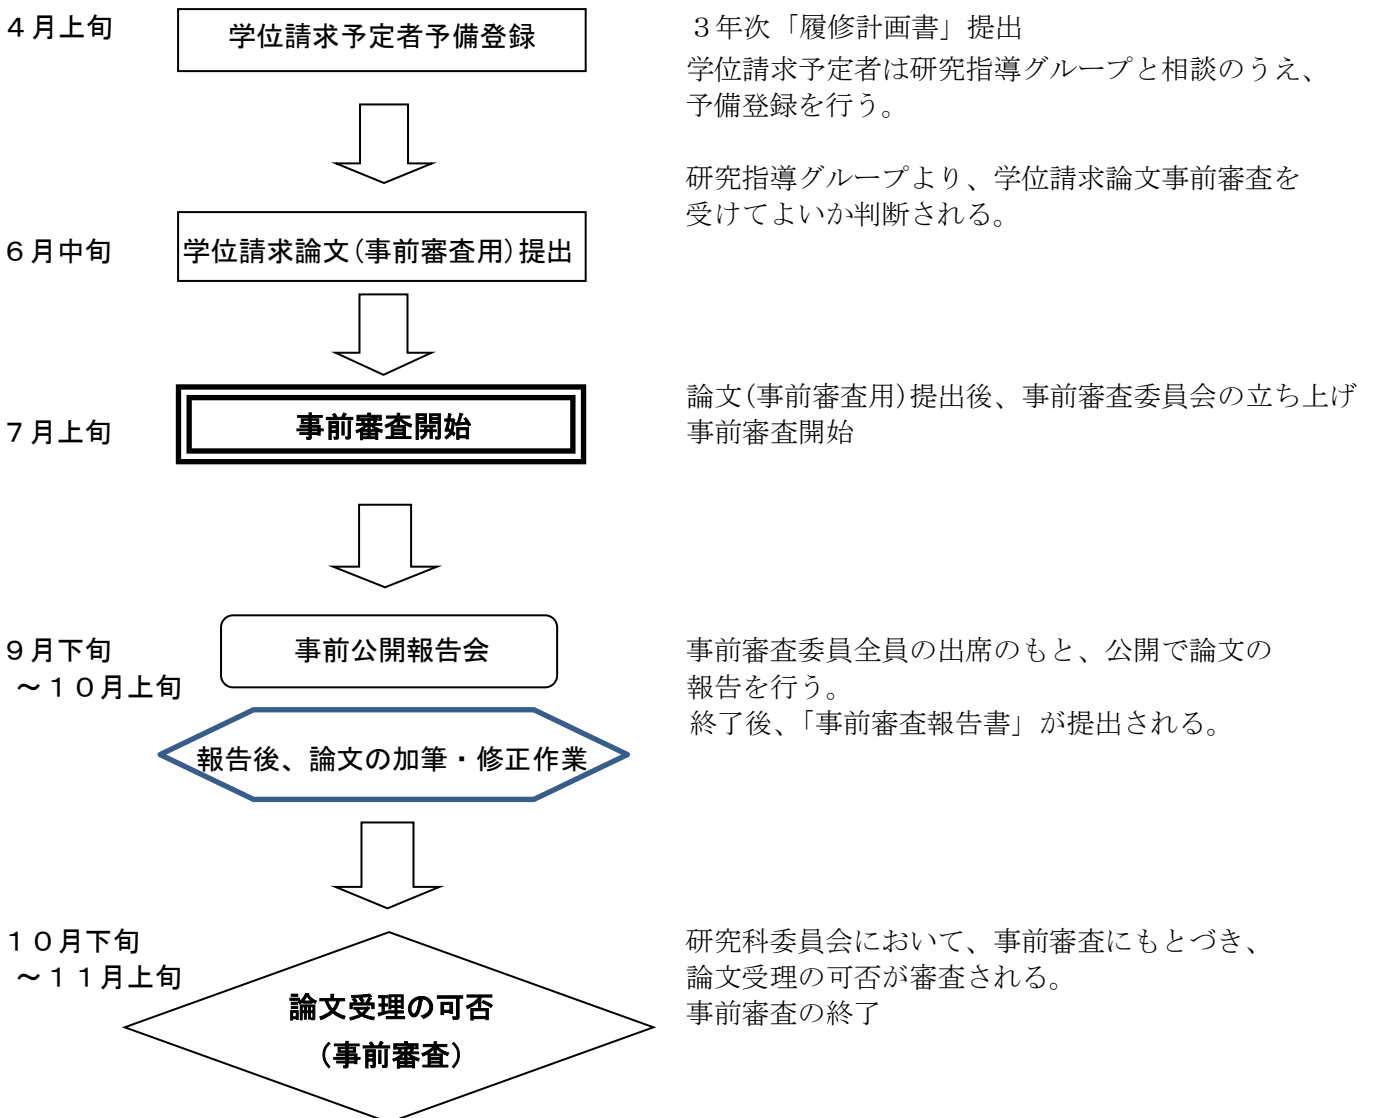 ４月上旬
学位請求予定者予備登録
３年次「履修計画書」提出
学位請求予定者は研究指導グループと相談のうえ、
予備登録を行う。
研究指導グループより、学位請求論文事前審査を
受けてよいか判断される。
６月中旬
学位請求論文(事前審査用)提出
７月上旬
事前審査開始
論文(事前審査用)提出後、事前審査委員会の立ち上げ
事前審査開始
９月下旬
～１０月上旬
事前公開報告会
事前審査委員全員の出席のもと、公開で論文の
報告を行う。
終了後、「事前審査報告書」が提出される。
報告後、論文の加筆・修正作業
１０月下旬
～１１月上旬
論文受理の可否
（事前審査）
研究科委員会において、事前審査にもとづき、
論文受理の可否が審査される。
事前審査の終了